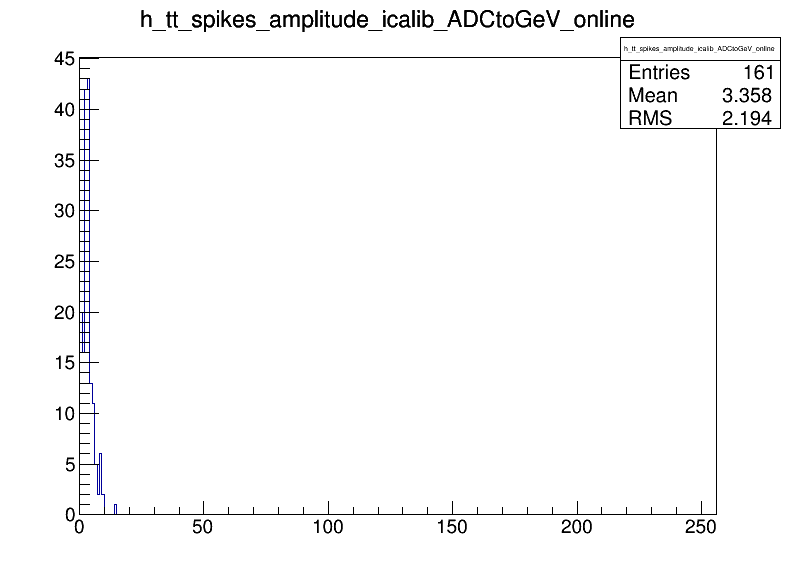 h_tt_spikes_amplitude_icalib_ADCtoGeV_online
h_tt_spikes_amplitude_icalib_ADCtoGeV_online
Entries 161
Mean 3.358
RMS 2.194
45
40
35
30
25
20
15
10
5
0
0 50 100 150 200 250